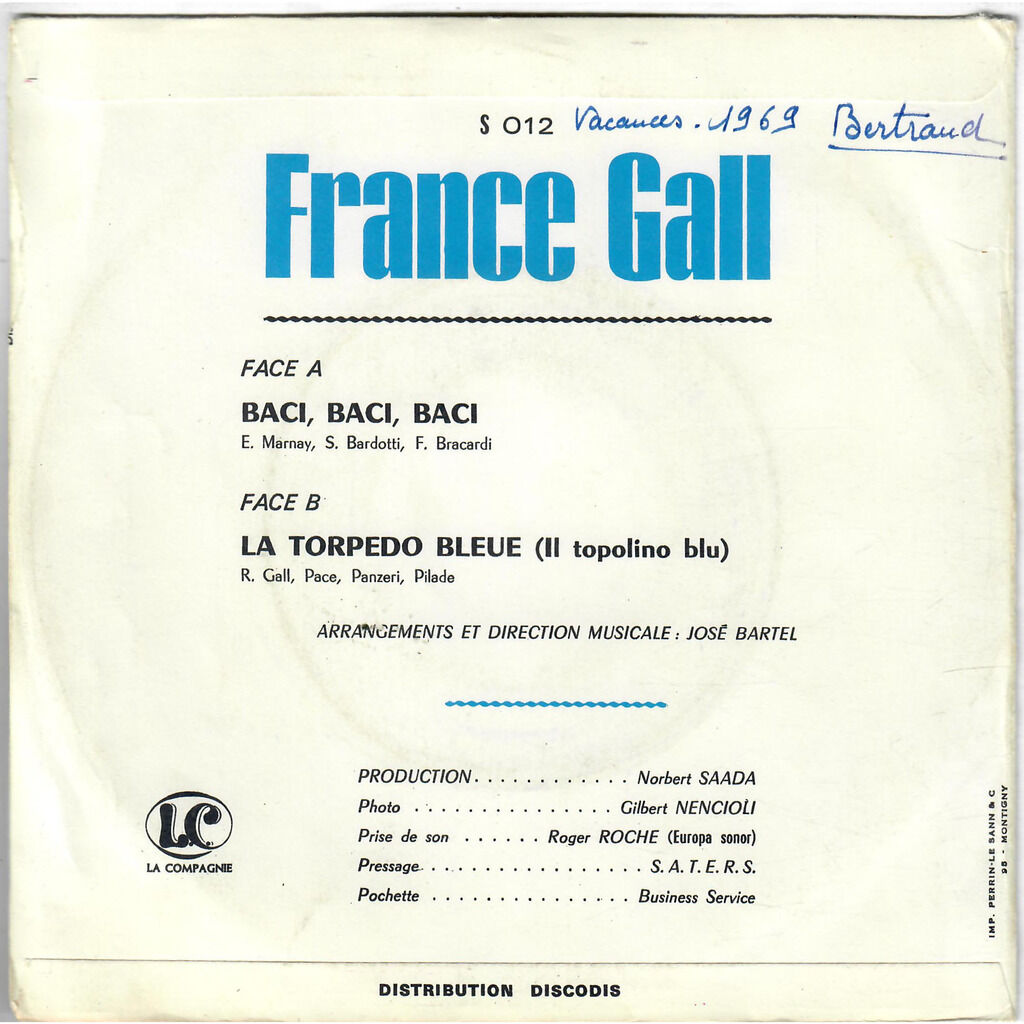 S 012 Vacances. 1969 Bertrand
France Gall
FACE A
BACI, BACI, BACI
E. Marnay, S. Bardotti, F. Bracardi
FACE B
LA TORPEDO BLEUE (Il topolino blu)
R. Gall, Pace, Panzeri, Pilade
ARRANGEMENTS ET DIRECTION MUSICALE : JOSÉ BARTEL
PRODUCTION . . . . . . . . . . . . Norbert SAADA
Photo . . . . . . . . . . . . . . . Gilbert NENCIOLI
Prise de son . . . . . . Roger ROCHE (Europa sonor)
Pressage . . . . . . . . . . . . . . . . . S. A. T. E. R. S.
Pochette . . . . . . . . . . . . . . . Business Service
L.C.
LA COMPAGNIE
IMP. PERRIN-LE SANN & C
95 - MONTIGNY
DISTRIBUTION DISCODIS